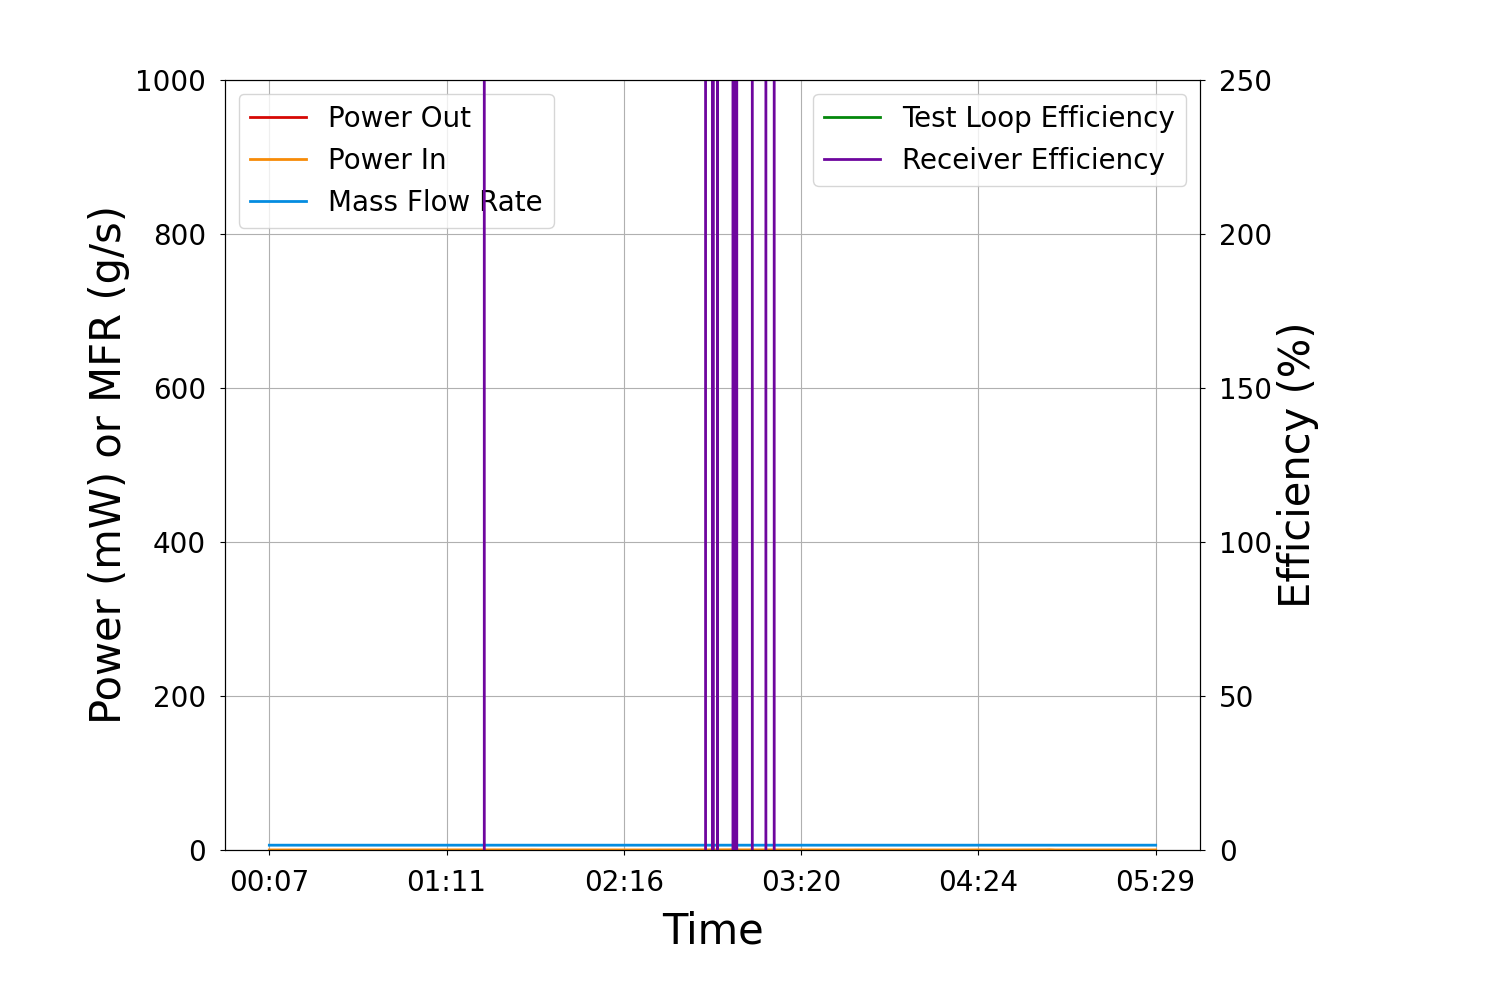 1000
800
600
400
200
0
Power (mW) or MFR (g/s)
Power Out
Power In
Mass Flow Rate
Test Loop Efficiency
Receiver Efficiency
250
200
150
100
50
0
Efficiency (%)
00:07 01:11 02:16 03:20 04:24 05:29
Time